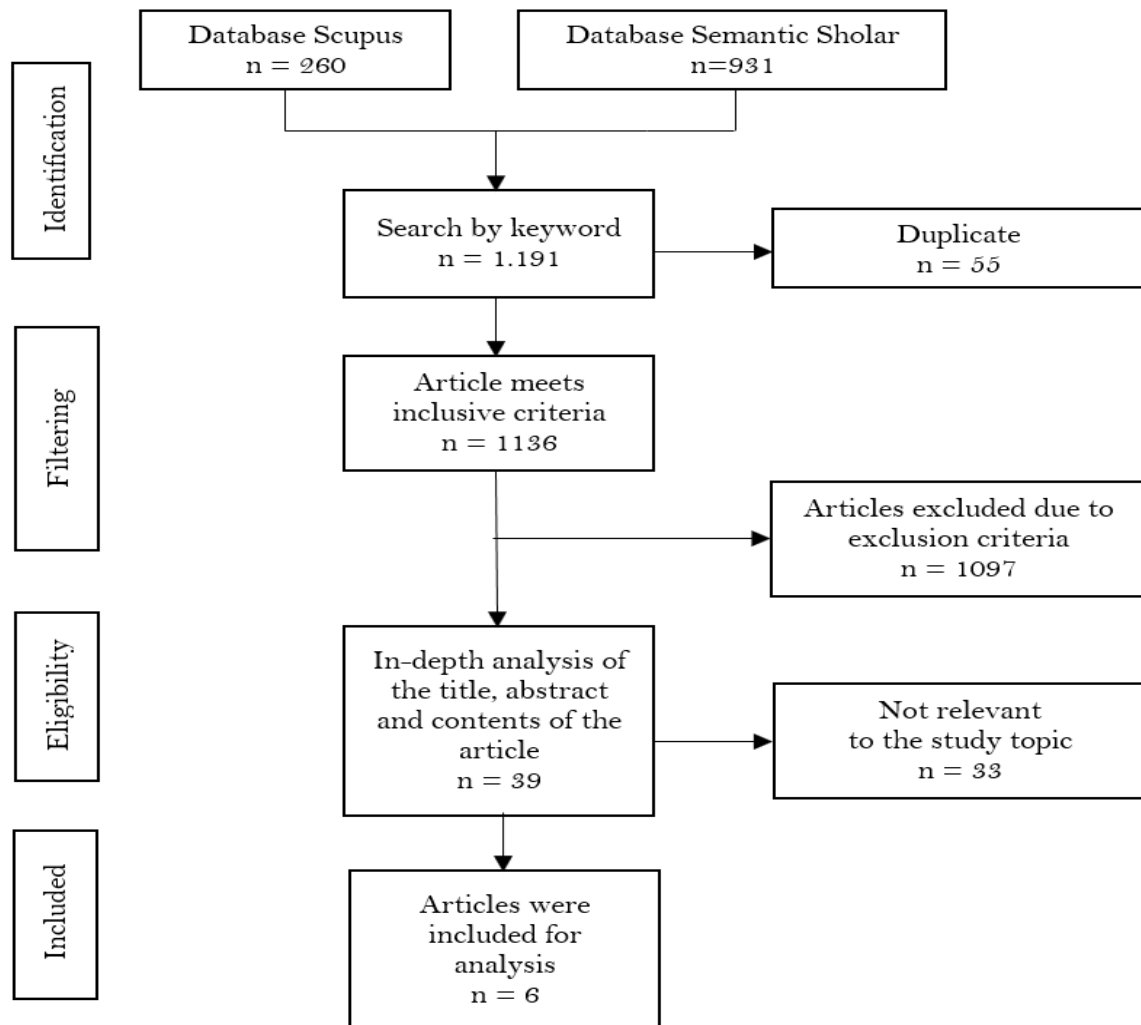 Database Scupus
n = 260
Database Semantic Sholar
n=931
Identification
Search by keyword
n = 1.191
Duplicate
n = 55
Filtering
Article meets
inclusive criteria
n = 1136
Articles excluded due to
exclusion criteria
n = 1097
Eligibility
In-depth analysis of
the title, abstract
and contents of the
article
n = 39
Not relevant
to the study topic
n = 33
Included
Articles were
included for
analysis
n = 6